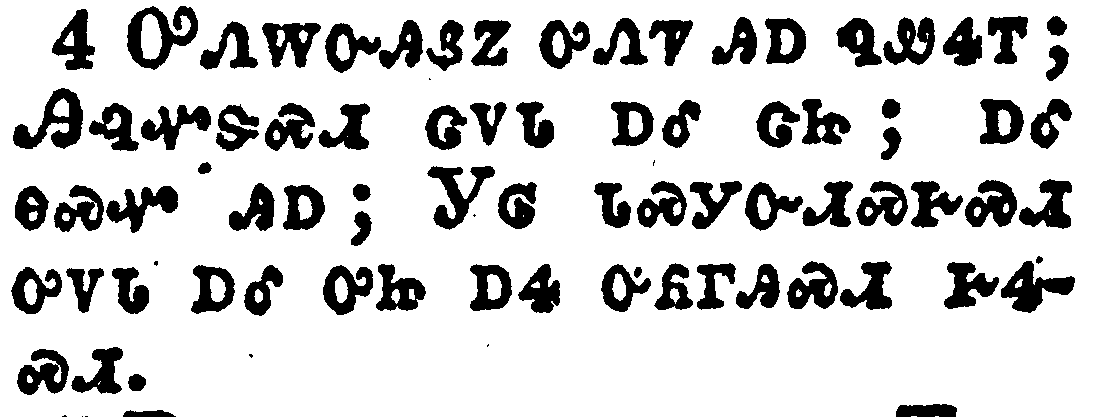 4 ᎤᏁᎳᏅᎯᏰᏃ ᎤᏁᏤ ᎯᎠ ᏄᏪᏎᎢ;
ᎯᎸᏉᏕᏍᏗ ᏣᏙᏓ ᎠᎴ ᏣᏥ; ᎠᎴ
ᎾᏍᏉ ᎯᎠ; ᎩᎶ ᏓᏍᎩᏅᏗᏍᎨᏍᏗ
ᎤᏙᏓ ᎠᎴ ᎤᏥ ᎠᏎ ᎤᏲᎱᎯᏍᏗ ᎨᏎ-
ᏍᏗ.